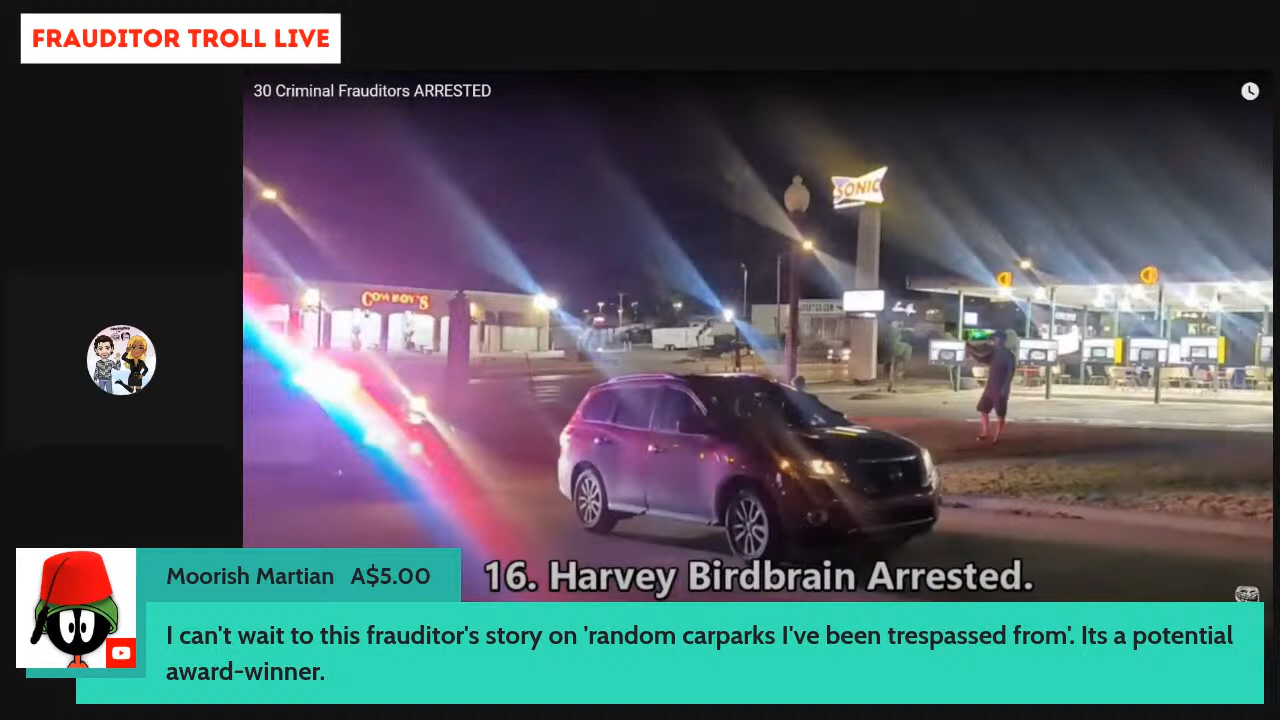 FRAUDITOR TROLL LIVE
30 Criminal Frauditors ARRESTED
SONIC
COWBOY'S
16. Harvey Birdbrain Arrested.
Moorish Martian A$5.00
I can't wait to this frauditor's story on 'random carparks I've been trespassed from'. Its a potential
award-winner.